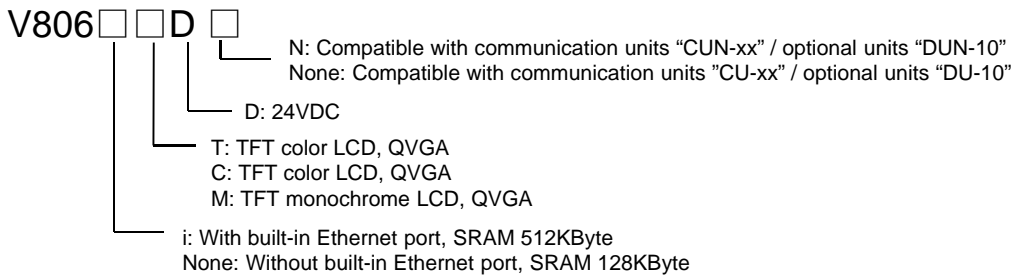 V806□ □D □
N: Compatible with communication units “CUN-xx” / optional units “DUN-10”
None: Compatible with communication units ”CU-xx” / optional units “DU-10”
D: 24VDC
T: TFT color LCD, QVGA
C: TFT color LCD, QVGA
M: TFT monochrome LCD, QVGA
i: With built-in Ethernet port, SRAM 512KByte
None: Without built-in Ethernet port, SRAM 128KByte